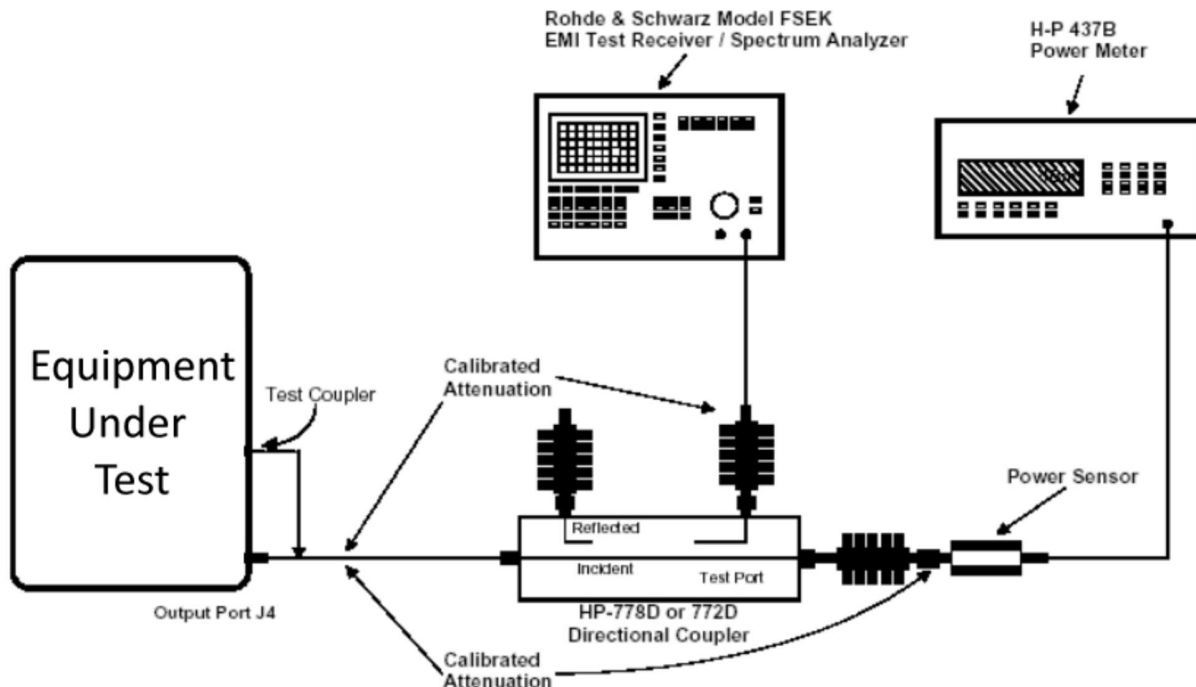 Rohde & Schwarz Model FSEK
EMI Test Receiver / Spectrum Analyzer
H-P 437B
Power Meter
Equipment
Under
Test
Test Coupler
Calibrated
Attenuation
Power Sensor
Reflected
Incident
Test Port
Output Port J4
HP-778D or 772D
Directional Coupler
Calibrated
Attenuation